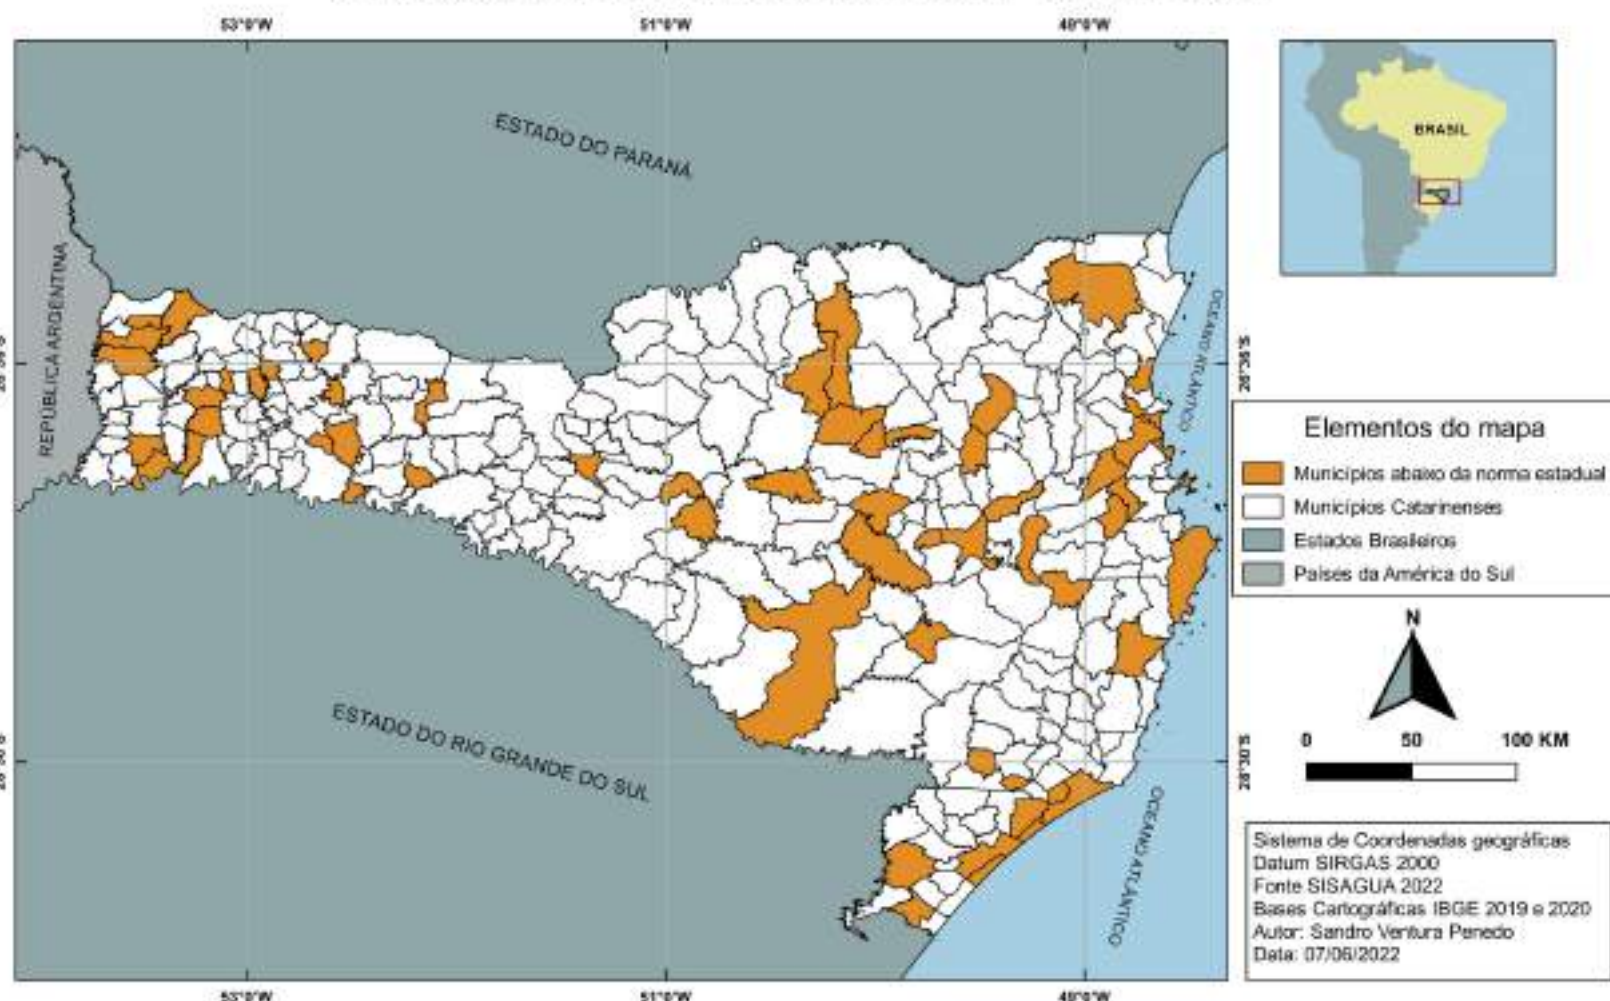 53°0'W
51°0'W
49°0'W
ESTADO DO PARANÁ
BRASIL
REPÚBLICA ARGENTINA
OCEANO ATLÂNTICO
Elementos do mapa
Municípios abaixo da norma estadual
Municípios Catarinenses
Estados Brasileiros
Países da América do Sul
N
ESTADO DO RIO GRANDE DO SUL
0 50 100 KM
28°30'S
OCEANO ATLÂNTICO
Sistema de Coordenadas geográficas
Datum SIRGAS 2000
Fonte SISAGUA 2022
Bases Cartográficas IBGE 2019 e 2020
Autor: Sandro Ventura Penedo
Data: 07/06/2022
53°0'W
51°0'W
49°0'W